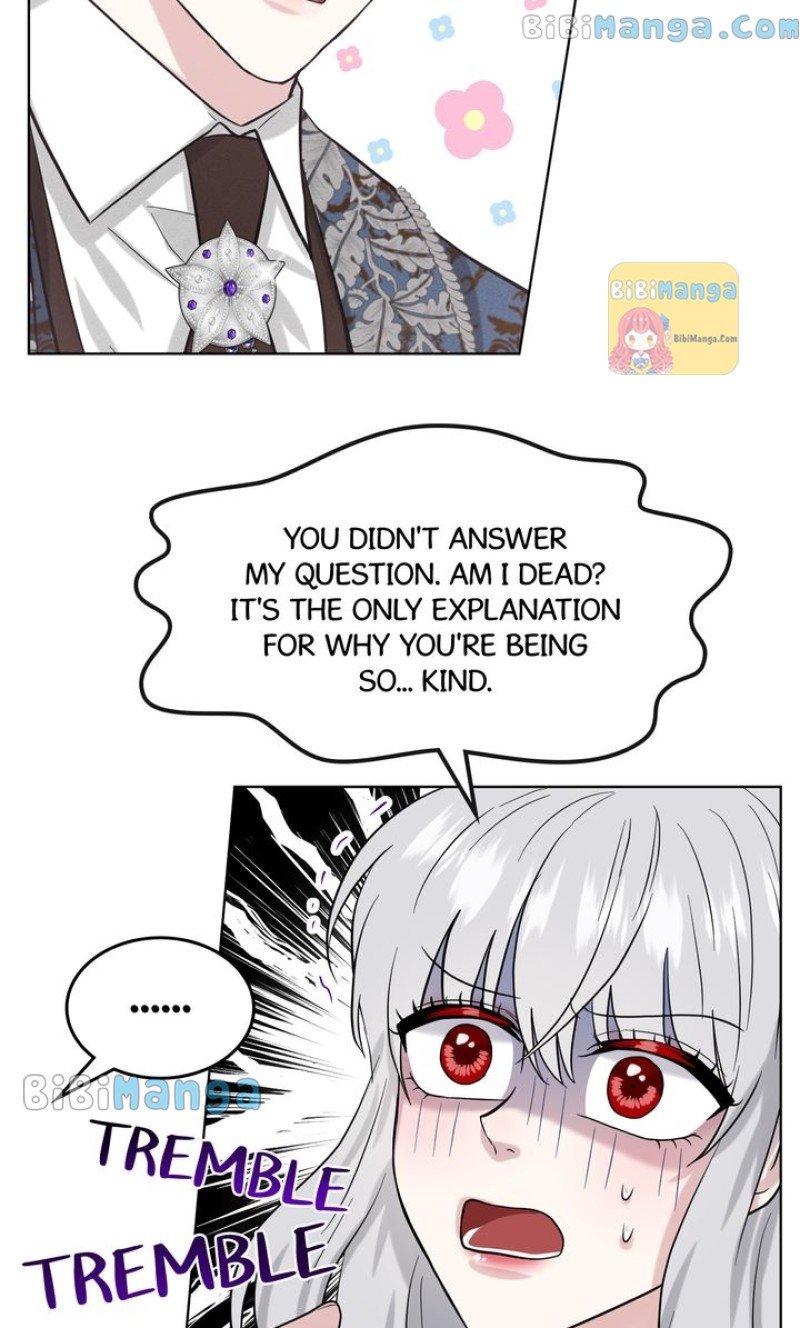 BiBiManga.Com
BiBiManga
BibiManga.Com
YOU DIDN'T ANSWER
MY QUESTION. AM I DEAD?
IT'S THE ONLY EXPLANATION
FOR WHY YOU'RE BEING
SO... KIND.
......
BiBiManga
TREMBLE
TREMBLE